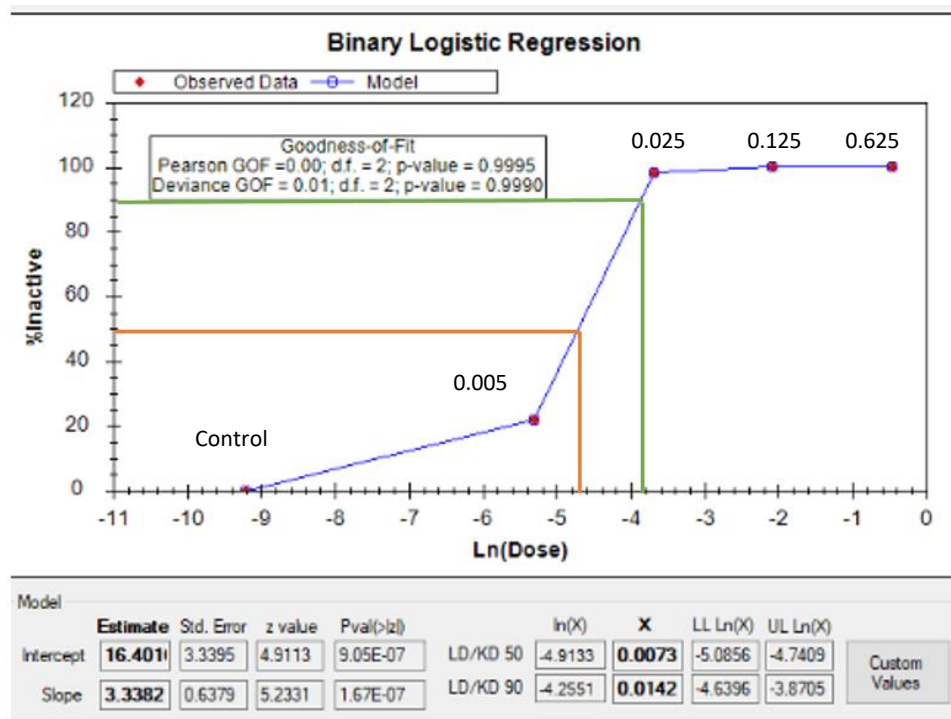 Binary Logistic Regression
Observed Data Model
120
100
80
60
40
20
0
%Inactive
Goodness-of-Fit
Pearson GOF =0.00; d.f. = 2; p-value = 0.9995
Deviance GOF = 0.01; d.f. = 2; p-value = 0.9990
0.025 0.125 0.625
0.005
Control
-11 -10 -9 -8 -7 -6 -5 -4 -3 -2 -1 0
Ln(Dose)
Model
Estimate Std. Error z value Pval(>|z|) ln(X) X LL Ln(X) UL Ln(X)
Intercept 16.401 3.3395 4.9113 9.05E-07 LD/KD 50 -4.9133 0.0073 -5.0856 -4.7409
Slope 3.3382 0.6379 5.2331 1.67E-07 LD/KD 90 -4.2551 0.0142 -4.6396 -3.8705
Custom
Values